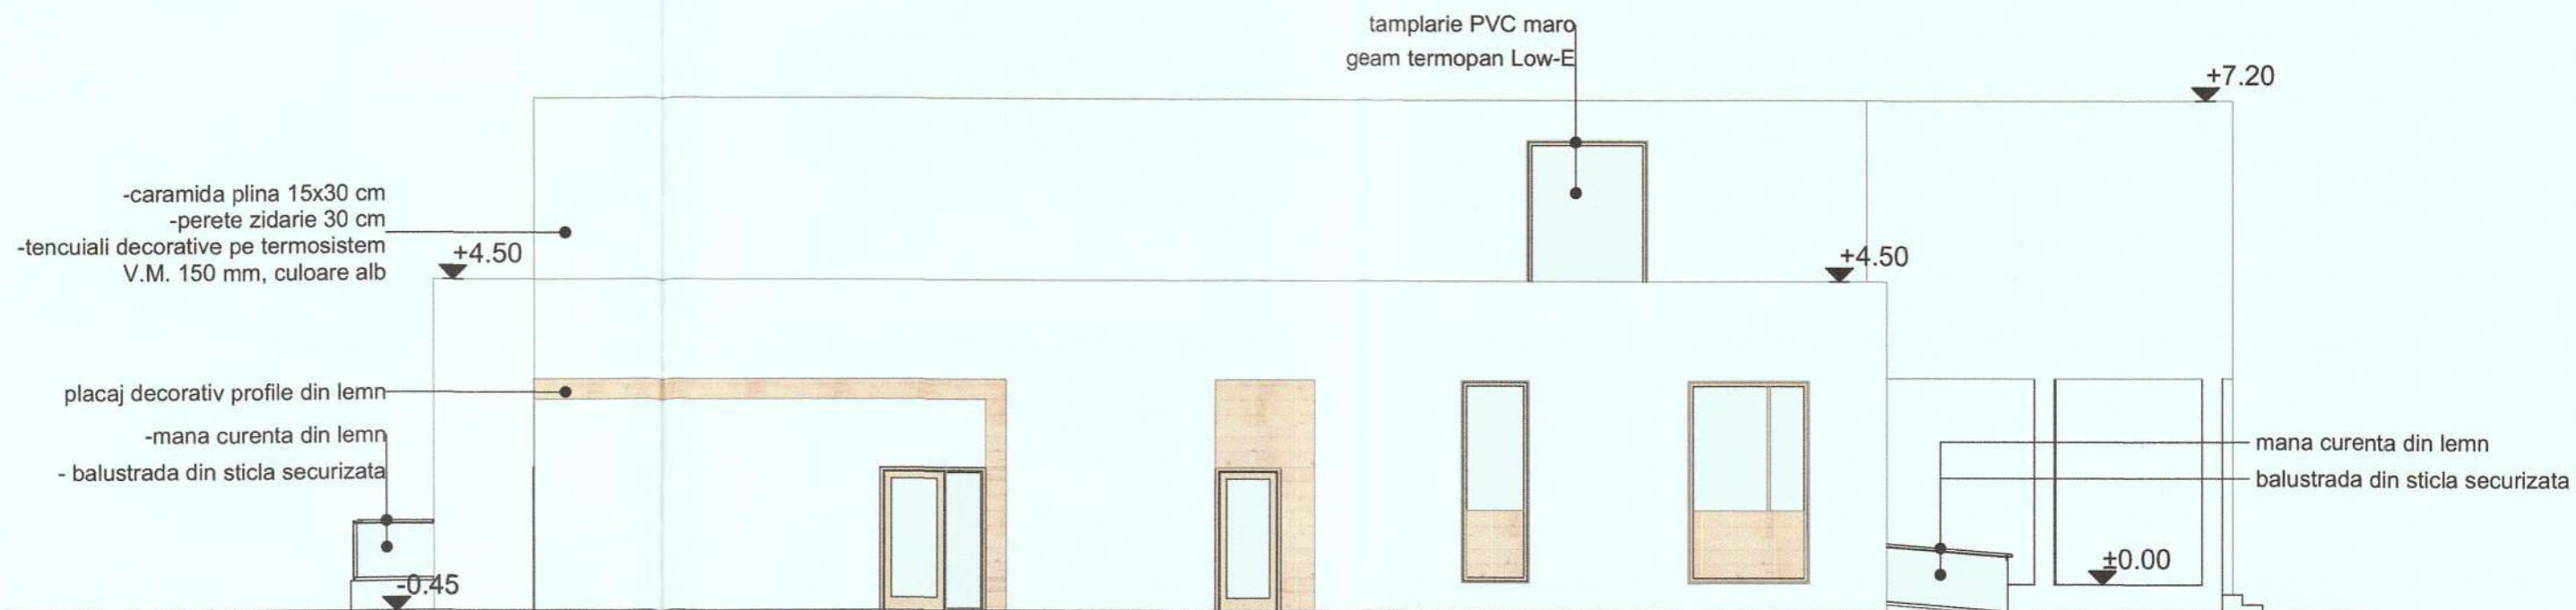 tamplarie PVC maro
geam termopan Low-E
+7.20
-caramida plina 15x30 cm
-perete zidarie 30 cm
-tencuiali decorative pe termosistem
V.M. 150 mm, culoare alb
+4.50
+4.50
placaj decorativ profile din lemn
-mana curenta din lemn
- balustrada din sticla securizata
mana curenta din lemn
balustrada din sticla securizata
±0.00
-0.45